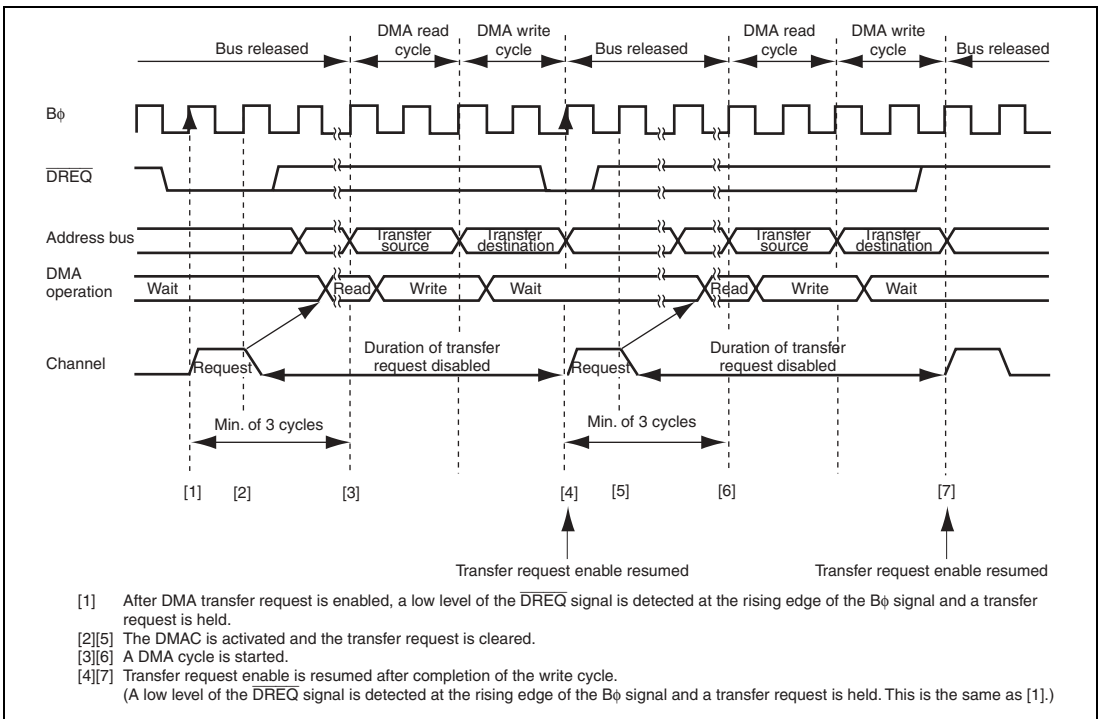 Bus released
DMA read cycle
DMA write cycle
Bus released
DMA read cycle
DMA write cycle
Bus released
Bφ
DREQ
Address bus
Transfer source
Transfer destination
Transfer source
Transfer destination
DMA operation
Wait
Read
Write
Wait
Read
Write
Wait
Channel
Request
Duration of transfer request disabled
Request
Duration of transfer request disabled
Min. of 3 cycles
Min. of 3 cycles
[1]
[2]
[3]
[4]
[5]
[6]
[7]
Transfer request enable resumed
Transfer request enable resumed
[1] After DMA transfer request is enabled, a low level of the DREQ signal is detected at the rising edge of the Bφ signal and a transfer
request is held.
[2][5] The DMAC is activated and the transfer request is cleared.
[3][6] A DMA cycle is started.
[4][7] Transfer request enable is resumed after completion of the write cycle.
(A low level of the DREQ signal is detected at the rising edge of the Bφ signal and a transfer request is held. This is the same as [1].)